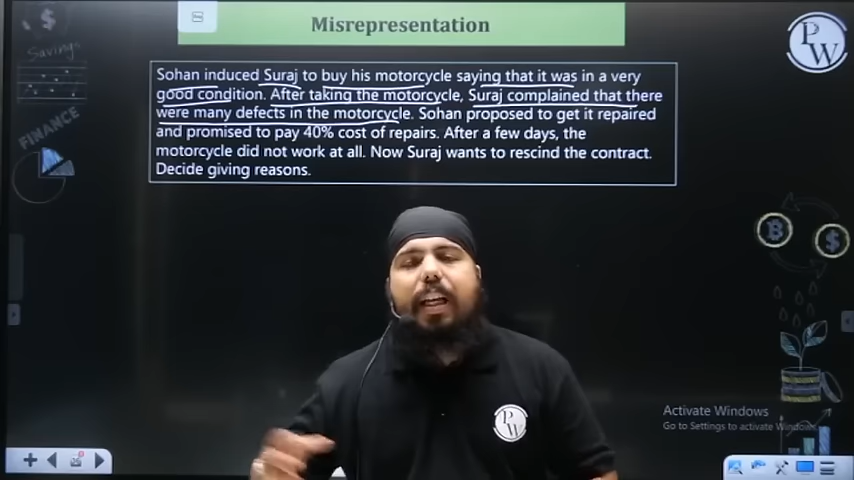 $
Savings
FINANCE
Misrepresentation
PW
Sohan induced Suraj to buy his motorcycle saying that it was in a very
good condition. After taking the motorcycle, Suraj complained that there
were many defects in the motorcycle. Sohan proposed to get it repaired
and promised to pay 40% cost of repairs. After a few days, the
motorcycle did not work at all. Now Suraj wants to rescind the contract.
Decide giving reasons.
B $
PW
Activate Windows
Go to Settings to activate Windows.